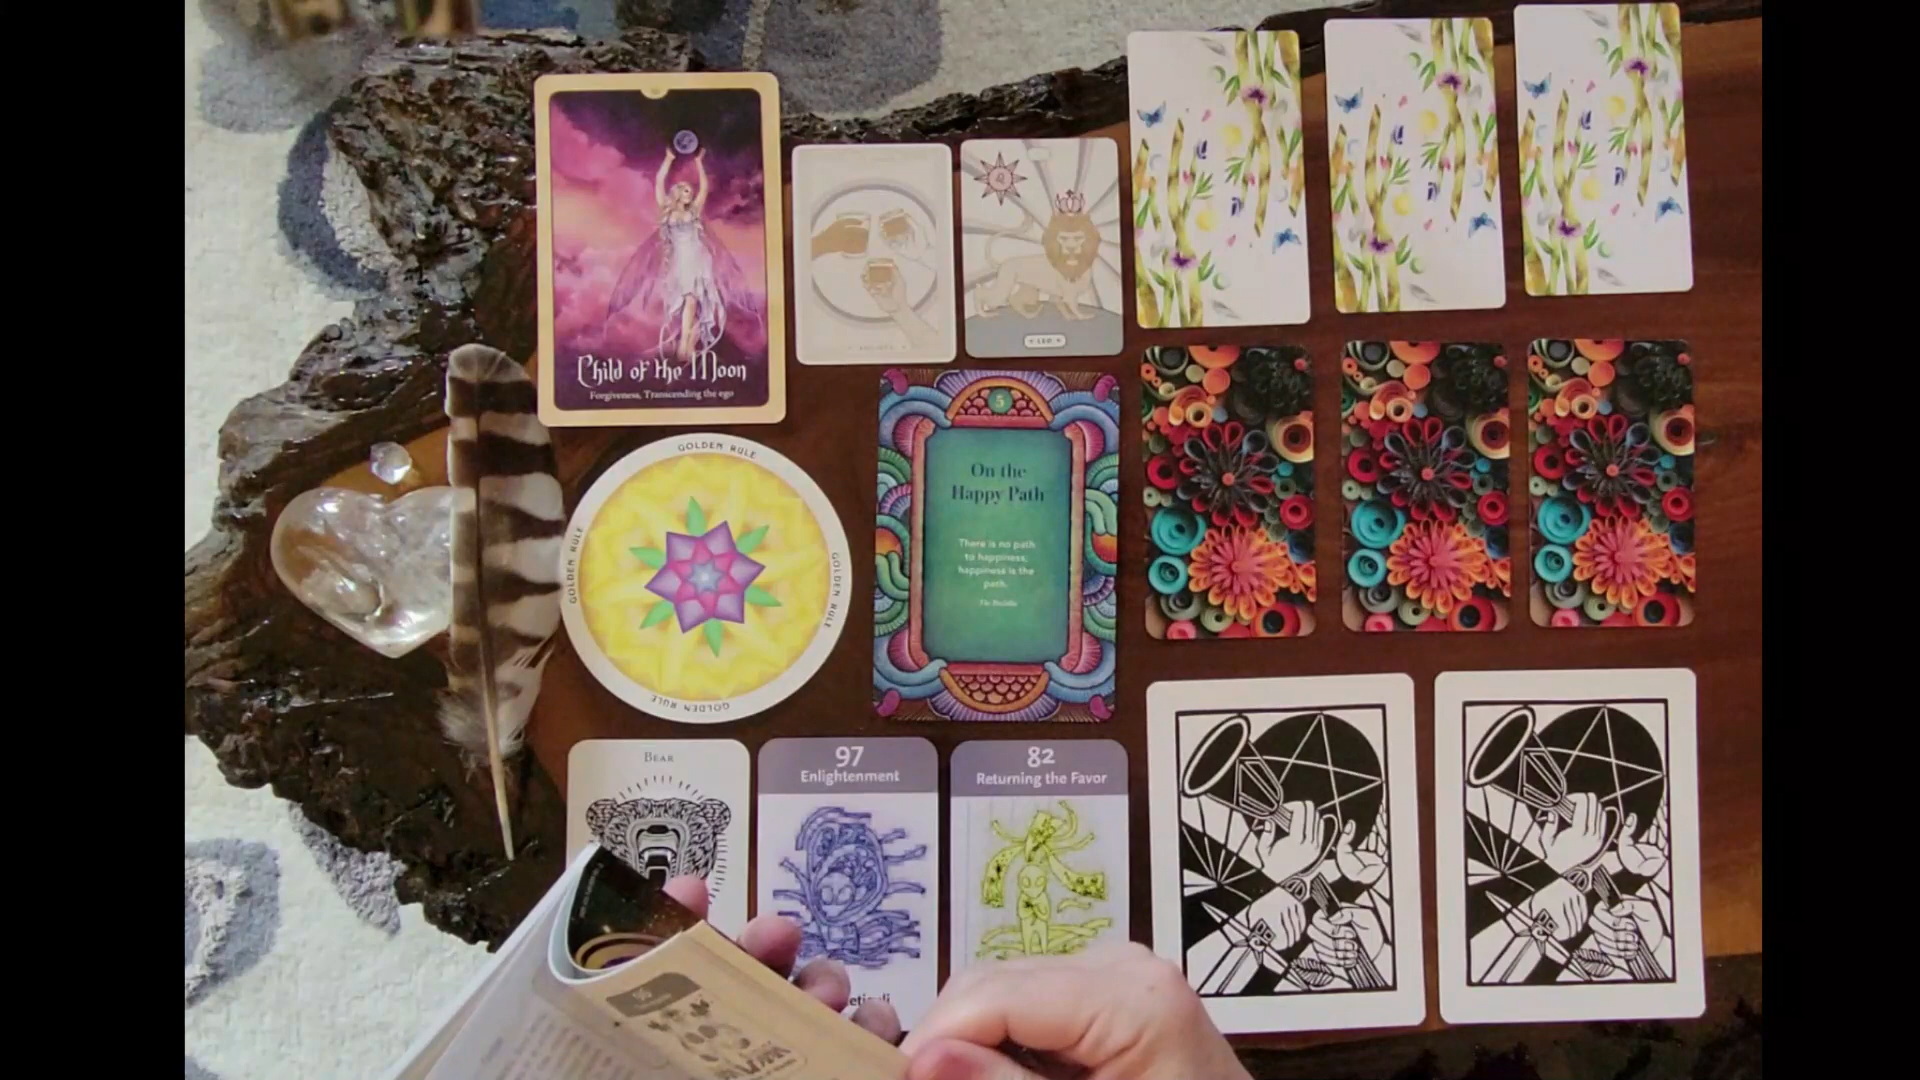 Child of the Moon
Forgiveness, Transcending the ego
LEO
GOLDEN RULE
GOLDEN RULE
GOLDEN RULE
GOLDEN RULE
5
On the
Happy Path
There is no path
to happiness,
happiness is the
path.
BEAR
97
Enlightenment
82
Returning the Favor